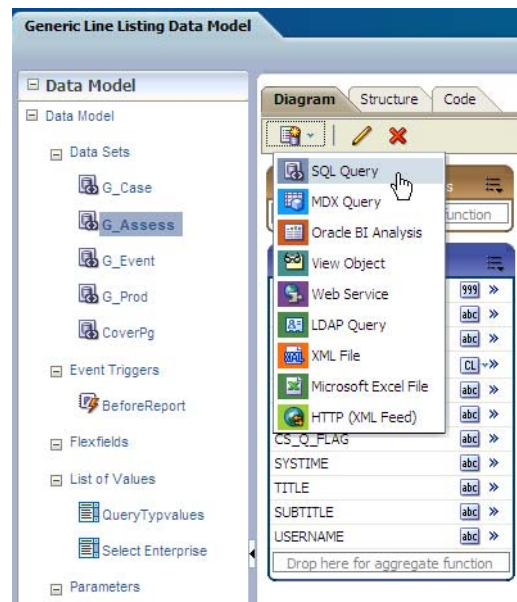 Generic Line Listing Data Model
Data Model
Data Model
Data Sets
G_Case
G_Assess
G_Event
G_Prod
CoverPg
Event Triggers
BeforeReport
Flexfields
List of Values
QueryTypvalues
Select Enterprise
Parameters
Diagram
Structure
Code
SQL Query
MDX Query
Oracle BI Analysis
View Object
Web Service
LDAP Query
XML File
Microsoft Excel File
HTTP (XML Feed)
function
999
abc
abc
CL
abc
abc
CS_Q_FLAG abc
SYSTIME abc
TITLE abc
SUBTITLE abc
USERNAME abc
Drop here for aggregate function